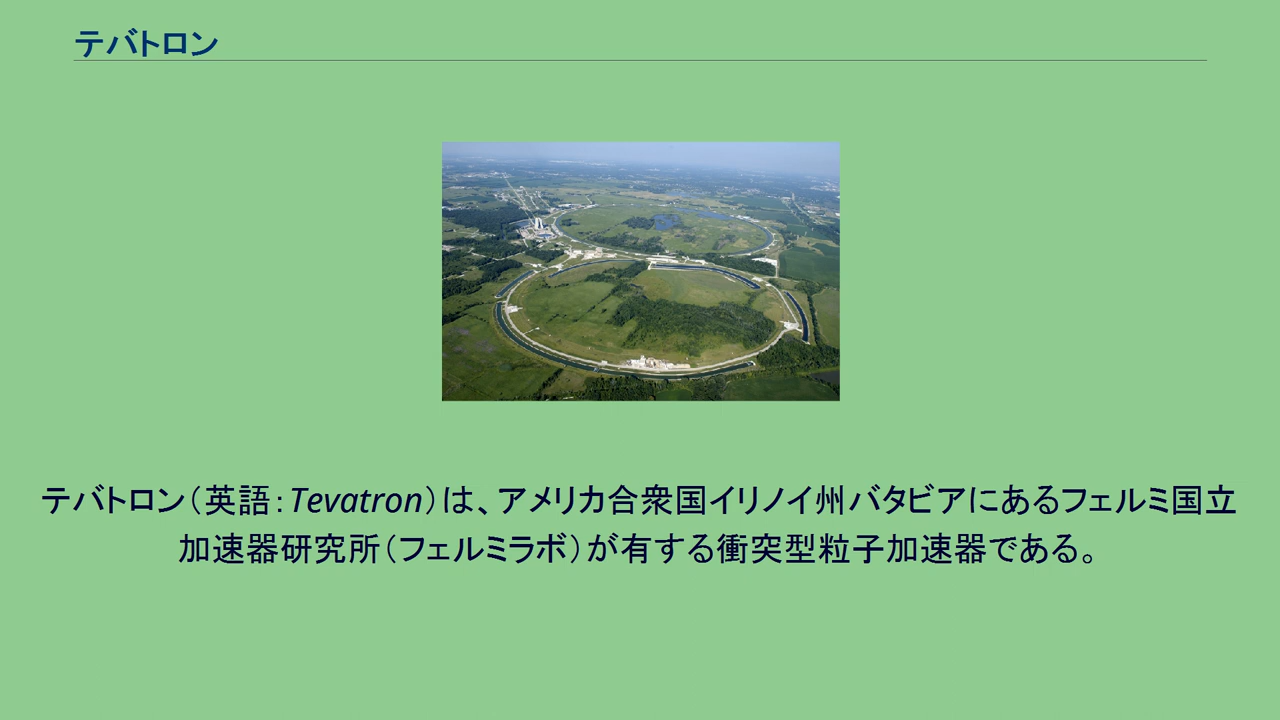 テバトロン
テバトロン（英語：Tevatron）は、アメリカ合衆国イリノイ州バタビアにあるフェルミ国立
加速器研究所（フェルミラボ）が有する衝突型粒子加速器である。